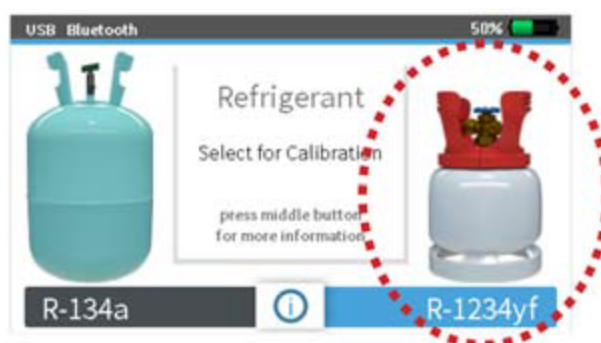 USB Bluetooth
50%
Refrigerant
Select for Calibration
press middle button
for more information
R-134a
R-1234yf